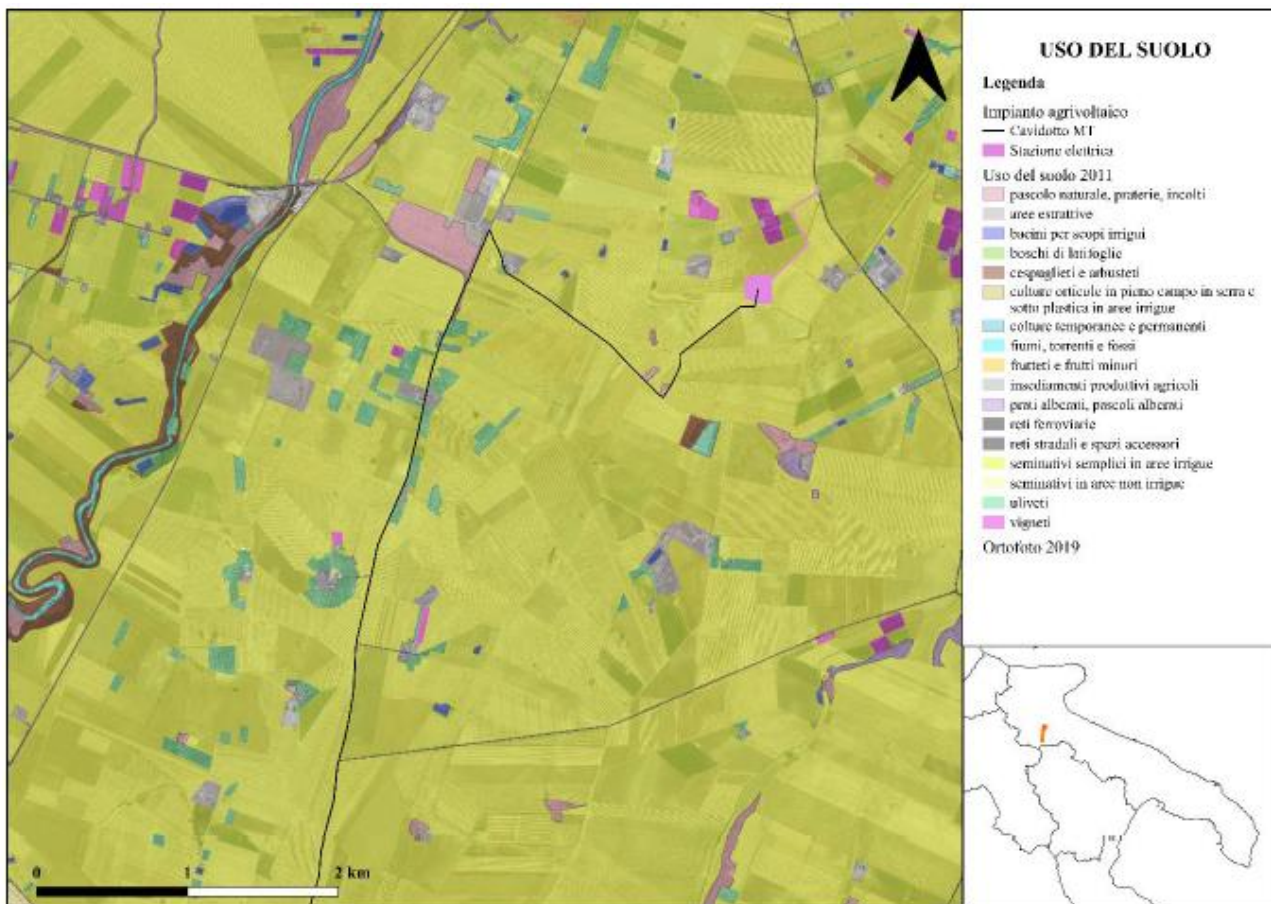 USO DEL SUOLO
Legenda
Impianto agrivoltaico
Cavidotto MT
Stazione elettrica
Uso del suolo 2011
pascolo naturale, praterie, incolti
aree estrattive
bacini per scopi irrigui
boschi di latifoglie
cespuglieti e arbusteti
colture orticole in pieno campo in serra e
sotto plastica in aree irrigue
colture temporanee e permanenti
fiumi, torrenti e fossi
frutteti e frutti minori
insediamenti produttivi agricoli
prati alberati, pascoli alberati
reti ferroviarie
reti stradali e spazi accessori
seminativi semplici in aree irrigue
seminativi in aree non irrigue
uliveti
vigneti
Ortofoto 2019
0 1 2 km